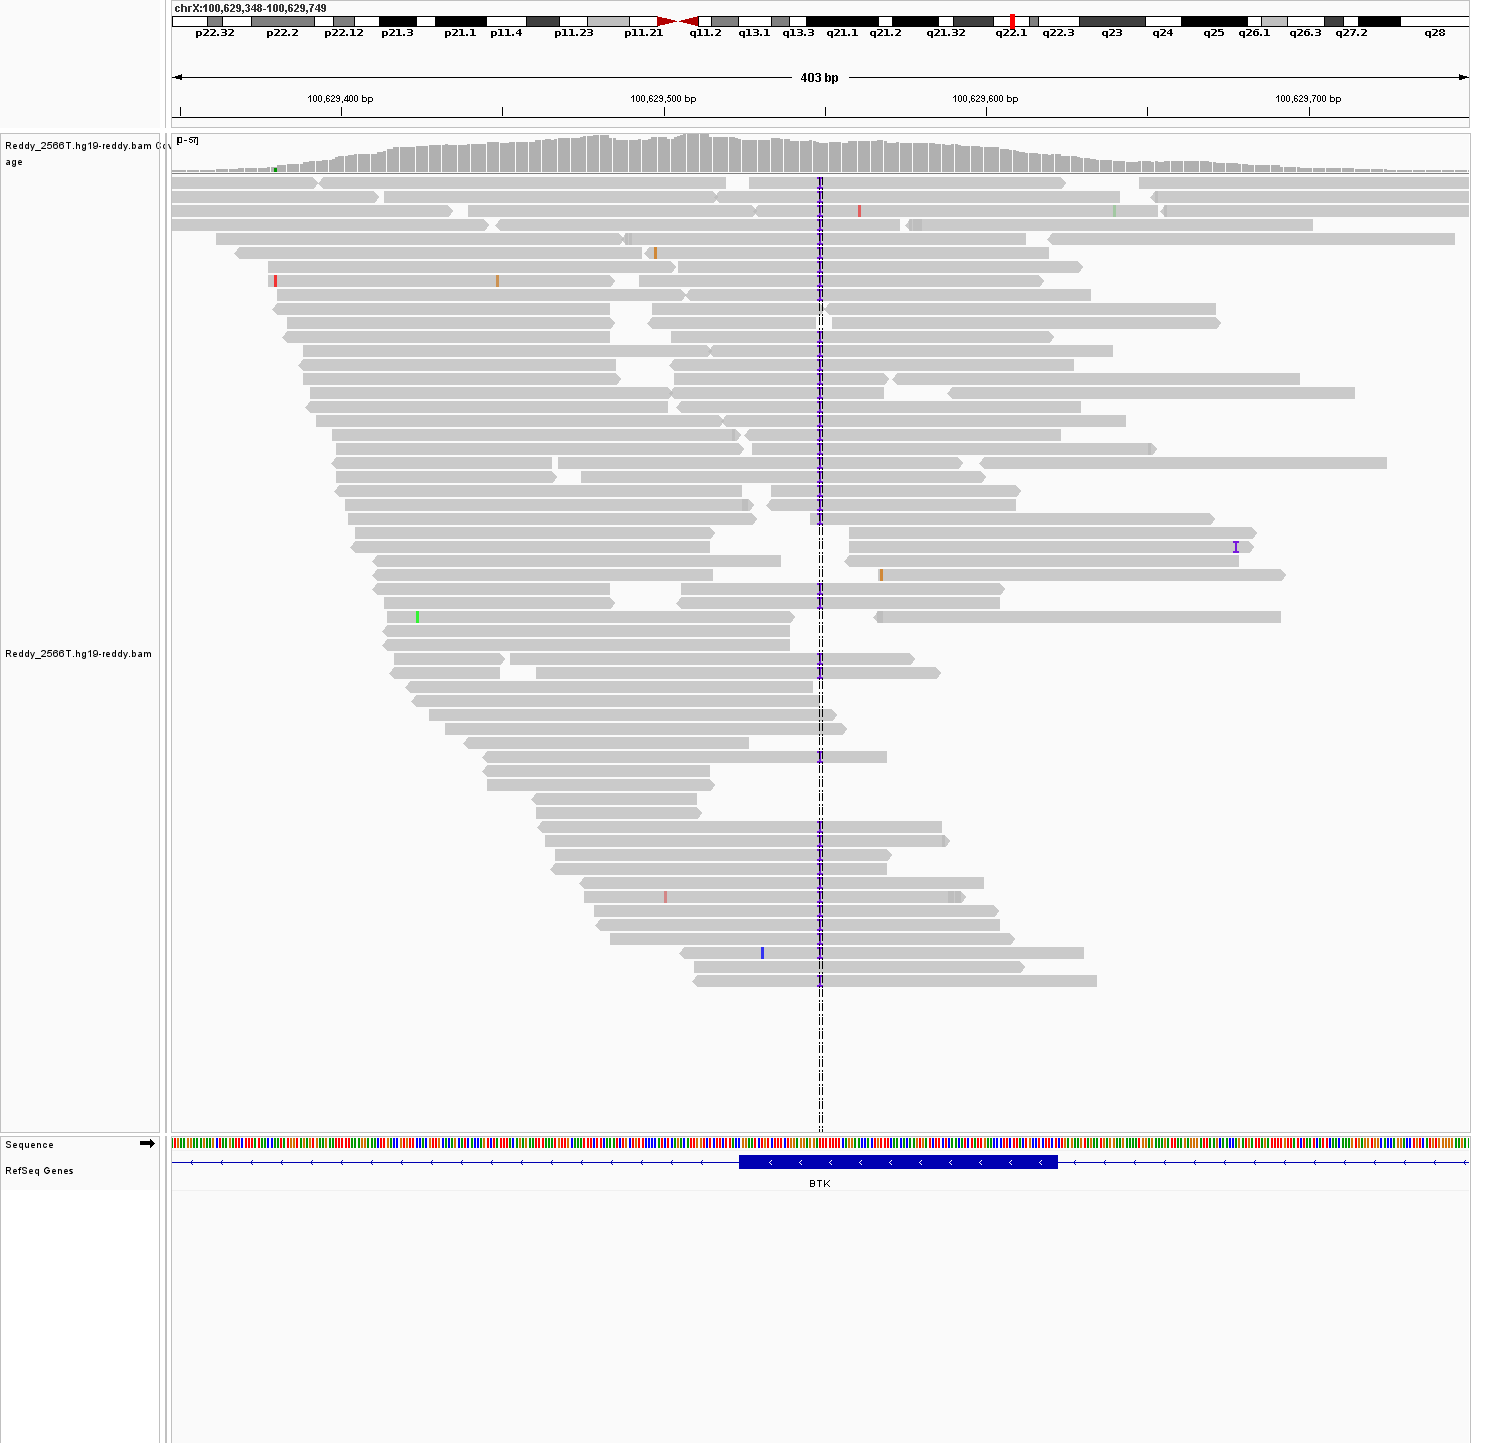 chrX:100,629,348-100,629,749
p22.32 p22.2 p22.12 p21.3 p21.1 p11.4 p11.23 p11.21 q11.2 q13.1 q13.3 q21.1 q21.2 q21.32 q22.1 q22.3 q23 q24 q25 q26.1 q26.3 q27.2 q28
403 bp
100,629,400 bp 100,629,500 bp 100,629,600 bp 100,629,700 bp
Reddy_2566T.hg19-reddy.bam Cov
age
[0 - 57]
Reddy_2566T.hg19-reddy.bam
Sequence
RefSeq Genes
BTK